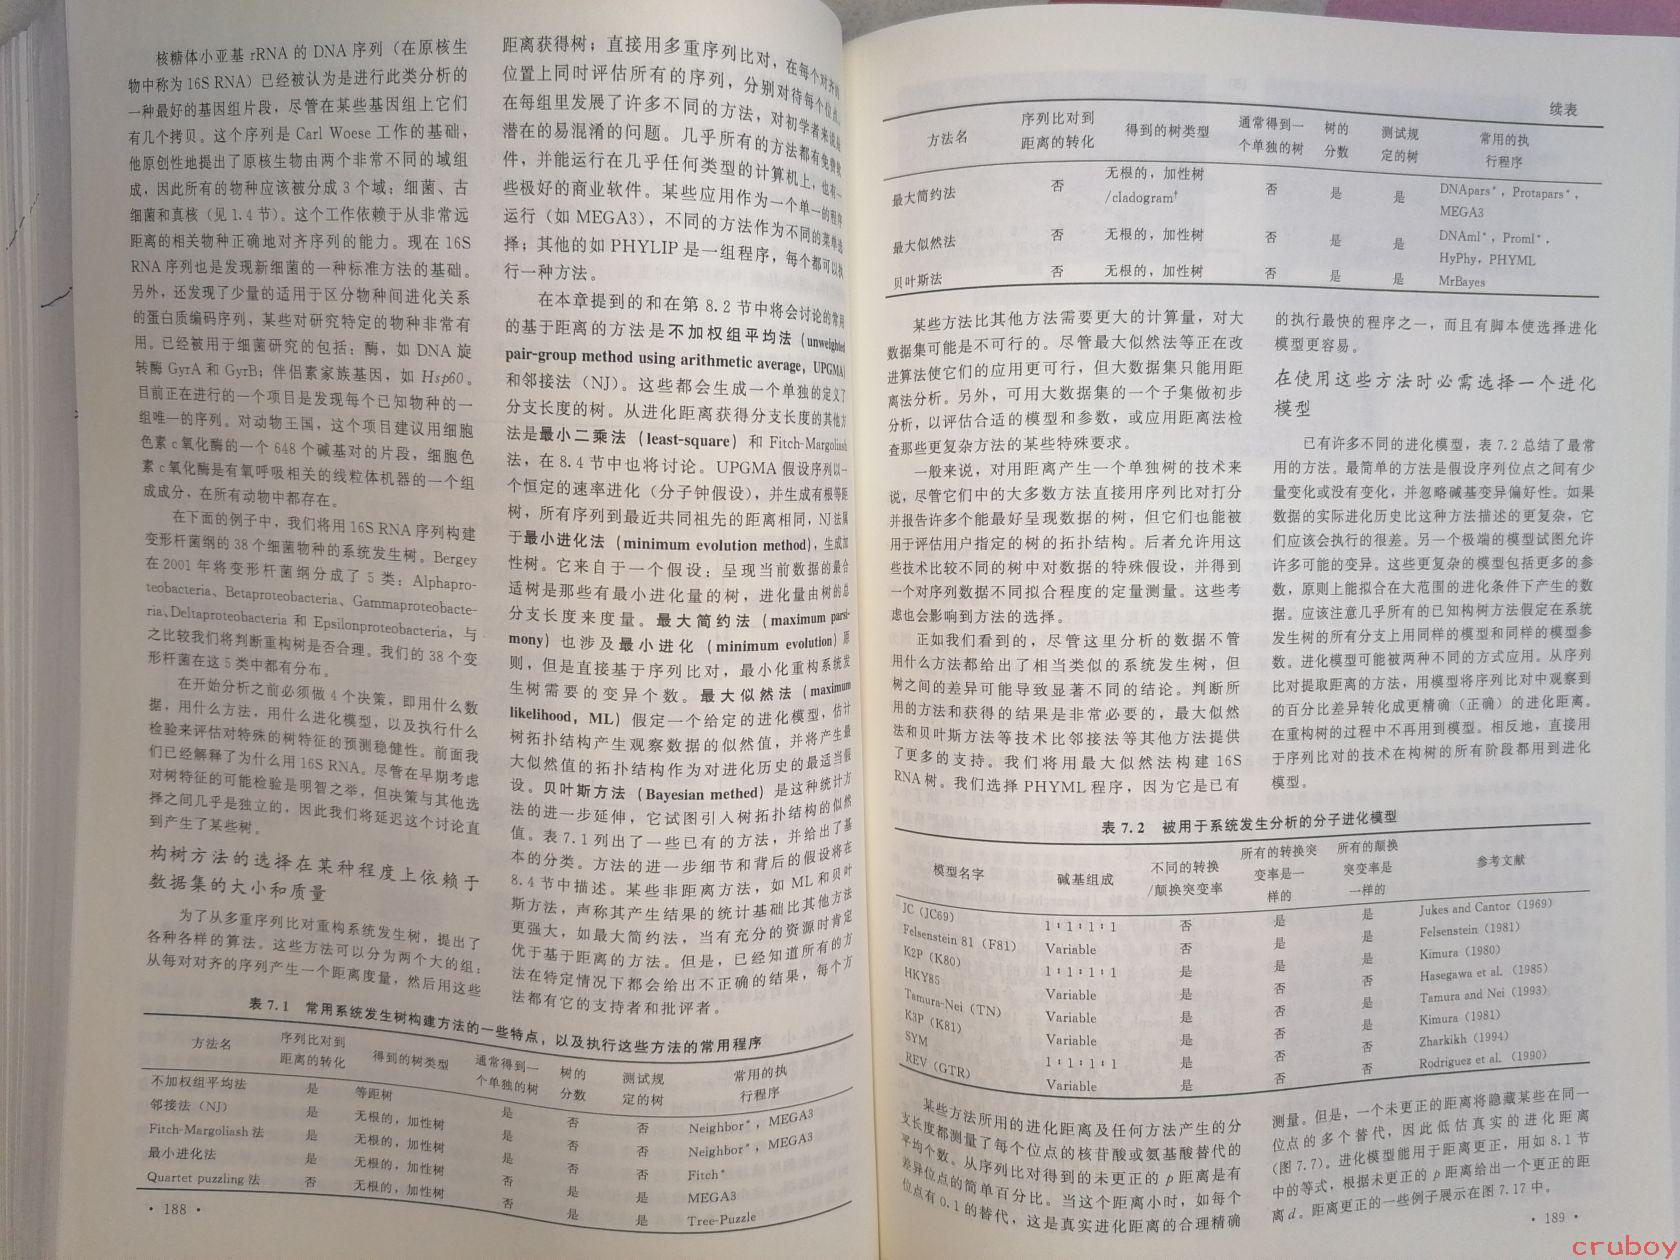 核糖体小亚基 rRNA 的 DNA 序列（在原核生
物中称为 16S RNA）已经被认为是进行此类分析的
一种最好的基因组片段，尽管在某些基因组上它们
有几个拷贝。这个序列是 Carl Woese 工作的基础，
他原创性地提出了原核生物由两个非常不同的域组
成，因此所有的物种应该被分成 3 个域：细菌、古
细菌和真核（见 1.4 节）。这个工作依赖于从非常远
距离的相关物种正确地对齐序列的能力。现在 16S
RNA 序列也是发现新细菌的一种标准方法的基础。
另外，还发现了少量的适用于区分物种间进化关系
的蛋白质编码序列，某些对研究特定的物种非常有
用。已经被用于细菌研究的包括：酶，如 DNA 旋
转酶 GyrA 和 GyrB；伴侣素家族基因，如 Hsp60。
目前正在进行的一个项目是发现每个已知物种的一
组唯一的序列。对动物王国，这个项目建议用细胞
色素 c 氧化酶的一个 648 个碱基对的片段，细胞色
素 c 氧化酶是有氧呼吸相关的线粒体机器的一个组
成成分，在所有动物中都存在。
在下面的例子中，我们将用 16S RNA 序列构建
变形杆菌纲的 38 个细菌物种的系统发生树。Bergey
在 2001 年将变形杆菌纲分成了 5 类：Alphapro-
teobacteria、Betaproteobacteria、Gammaproteobacte-
ria、Deltaproteobacteria 和 Epsilonproteobacteria，与
之比较我们将判断重构树是否合理。我们的 38 个变
形杆菌在这 5 类中都有分布。
在开始分析之前必须做 4 个决策，即用什么数
据，用什么方法，用什么进化模型，以及执行什么
检验来评估对特殊的树特征的预测稳健性。前面我
们已经解释了为什么用 16S RNA。尽管在早期考虑
对树特征的可能检验是明智之举，但决策与其他选
择之间几乎是独立的，因此我们将延迟这个讨论直
到产生了某些树。
构树方法的选择在某种程度上依赖于
数据集的大小和质量
为了从多重序列比对重构系统发生树，提出了
各种各样的算法。这些方法可以分为两个大的组：
从每对对齐的序列产生一个距离度量，然后用这些
距离获得树；直接用多重序列比对，在每个对齐的
位置上同时评估所有的序列，分别对待每个位点。
在每组里发展了许多不同的方法，对初学者来说是
潜在的易混淆的问题。几乎所有的方法都有免费软
件，并能运行在几乎任何类型的计算机上，也有一
些极好的商业软件。某些应用作为一个单一的程序
运行（如 MEGA3），不同的方法作为不同的菜单选
择；其他的如 PHYLIP 是一组程序，每个都可以执
行一种方法。
在本章提到的和在第 8.2 节中将会讨论的常用
的基于距离的方法是不加权组平均法（unweighted
pair-group method using arithmetic average，UPGMA）
和邻接法（NJ）。这些都会生成一个单独的定义了
分支长度的树。从进化距离获得分支长度的其他方
法是最小二乘法（least-square）和 Fitch-Margoliash
法，在 8.4 节中也将讨论。UPGMA 假设序列以一
个恒定的速率进化（分子钟假设），并生成有根等距
树，所有序列到最近共同祖先的距离相同，NJ 法属
于最小进化法（minimum evolution method），生成加
性树。它来自于一个假设：呈现当前数据的最合
适树是那些有最小进化量的树，进化量由树的总
分支长度来度量。最大简约法（maximum parsi-
mony）也涉及最小进化（minimum evolution）原
则，但是直接基于序列比对，最小化重构系统发
生树需要的变异个数。最大似然法（maximum
likelihood，ML）假定一个给定的进化模型，估计
树拓扑结构产生观察数据的似然值，并将产生最
大似然值的拓扑结构作为对进化历史的最适当假
设。贝叶斯方法（Bayesian methed）是这种统计方
法的进一步延伸，它试图引入树拓扑结构的似然
值。表 7.1 列出了一些已有的方法，并给出了基
本的分类。方法的进一步细节和背后的假设将在
8.4 节中描述。某些非距离方法，如 ML 和贝叶
斯方法，声称其产生结果的统计基础比其他方法
更强大，如最大简约法，当有充分的资源时肯定
优于基于距离的方法。但是，已经知道所有的方
法在特定情况下都会给出不正确的结果，每个方
法都有它的支持者和批评者。
表 7.1 常用系统发生树构建方法的一些特点，以及执行这些方法的常用程序
方法名 序列比对到距离的转化 得到的树类型 通常得到一个单独的树 树的分数 测试规定的树 常用的执行程序
不加权组平均法 是 等距树 是 否 否 Neighbor*，MEGA3
邻接法（NJ） 是 无根的，加性树 是 否 否 Neighbor*，MEGA3
Fitch-Margoliash 法 是 无根的，加性树 是 否 否 Fitch*
最小进化法 是 无根的，加性树 否 是 是 MEGA3
Quartet puzzling 法 否 无根的，加性树 否 是 是 Tree-Puzzle
· 188 ·
续表
方法名 序列比对到距离的转化 得到的树类型 通常得到一个单独的树 树的分数 测试规定的树 常用的执行程序
最大简约法 否 无根的，加性树/cladogram† 否 是 是 DNApars*，Protapars*，MEGA3
最大似然法 否 无根的，加性树 否 是 是 DNAml*，Proml*，HyPhy，PHYML
贝叶斯法 否 无根的，加性树 否 是 是 MrBayes
某些方法比其他方法需要更大的计算量，对大
数据集可能是不可行的。尽管最大似然法等正在改
进算法使它们的应用更可行，但大数据集只能用距
离法分析。另外，可用大数据集的一个子集做初步
分析，以评估合适的模型和参数，或应用距离法检
查那些更复杂方法的某些特殊要求。
一般来说，对用距离产生一个单独树的技术来
说，尽管它们中的大多数方法直接用序列比对打分
并报告许多个能最好呈现数据的树，但它们也能被
用于评估用户指定的树的拓扑结构。后者允许用这
些技术比较不同的树中对数据的特殊假设，并得到
一个对序列数据不同拟合程度的定量测量。这些考
虑也会影响到方法的选择。
正如我们看到的，尽管这里分析的数据不管
用什么方法都给出了相当类似的系统发生树，但
树之间的差异可能导致显著不同的结论。判断所
用的方法和获得的结果是非常必要的，最大似然
法和贝叶斯方法等技术比邻接法等其他方法提供
了更多的支持。我们将用最大似然法构建 16S
RNA 树。我们选择 PHYML 程序，因为它是已有
的执行最快的程序之一，而且有脚本使选择进化
模型更容易。
在使用这些方法时必需选择一个进化
模型
已有许多不同的进化模型，表 7.2 总结了最常
用的方法。最简单的方法是假设序列位点之间有少
量变化或没有变化，并忽略碱基变异偏好性。如果
数据的实际进化历史比这种方法描述的更复杂，它
们应该会执行的很差。另一个极端的模型试图允许
许多可能的变异。这些更复杂的模型包括更多的参
数，原则上能拟合在大范围的进化条件下产生的数
据。应该注意几乎所有的已知构树方法假定在系统
发生树的所有分支上用同样的模型和同样的模型参
数。进化模型可能被两种不同的方式应用。从序列
比对提取距离的方法，用模型将序列比对中观察到
的百分比差异转化成更精确（正确）的进化距离。
在重构树的过程中不再用到模型。相反地，直接用
于序列比对的技术在构树的所有阶段都用到进化
模型。
表 7.2 被用于系统发生分析的分子进化模型
模型名字 碱基组成 不同的转换/颠换突变率 所有的转换突变率是一样的 所有的颠换突变率是一样的 参考文献
JC（JC69） 1∶1∶1∶1 否 是 是 Jukes and Cantor（1969）
Felsenstein 81（F81） Variable 否 是 是 Felsenstein（1981）
K2P（K80） 1∶1∶1∶1 是 是 是 Kimura（1980）
HKY85 Variable 是 否 否 Hasegawa et al.（1985）
Tamura-Nei（TN） Variable 是 否 是 Tamura and Nei（1993）
K3P（K81） Variable 是 否 是 Kimura（1981）
SYM 1∶1∶1∶1 是 否 否 Zharkikh（1994）
REV（GTR） Variable 是 否 否 Rodriguez et al.（1990）
某些方法所用的进化距离及任何方法产生的分
支长度都测量了每个位点的核苷酸或氨基酸替代的
平均个数。从序列比对得到的未更正的 p 距离是有
差异位点的简单百分比。当这个距离小时，如每个
位点有 0.1 的替代，这是真实进化距离的合理精确
测量。但是，一个未更正的距离将隐藏某些在同一
位点的多个替代，因此低估真实的进化距离
（图 7.7）。进化模型能用于距离更正，用如 8.1 节
中的等式，根据未更正的 p 距离给出一个更正的距
离 d。距离更正的一些例子展示在图 7.17 中。
· 189 ·
cruboy